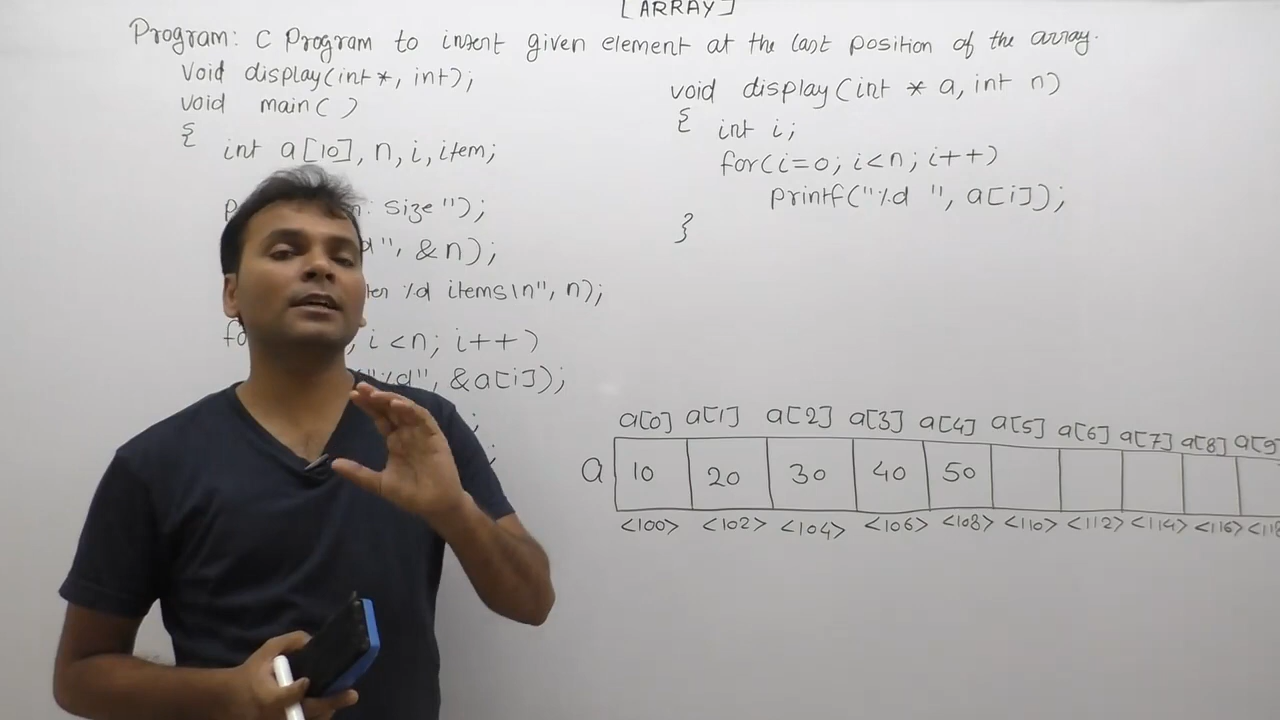 [ARRAY]
Program: C Program to insert given element at the last position of the array.
Void display(int*, int);
void main( )
{
int a[10], n, i, item;
size");
d", &n);
%d items\n", n);
, i<n; i++)
"%d", &a[i]);
;
;
void display(int * a, int n)
{ int i;
for(i=0; i<n; i++)
printf("%d ", a[i]);
}
a[0] a[1] a[2] a[3] a[4] a[5] a[6] a[7] a[8] a[9]
a 10 20 30 40 50
<100> <102> <104> <106> <108> <110> <112> <114> <116> <118